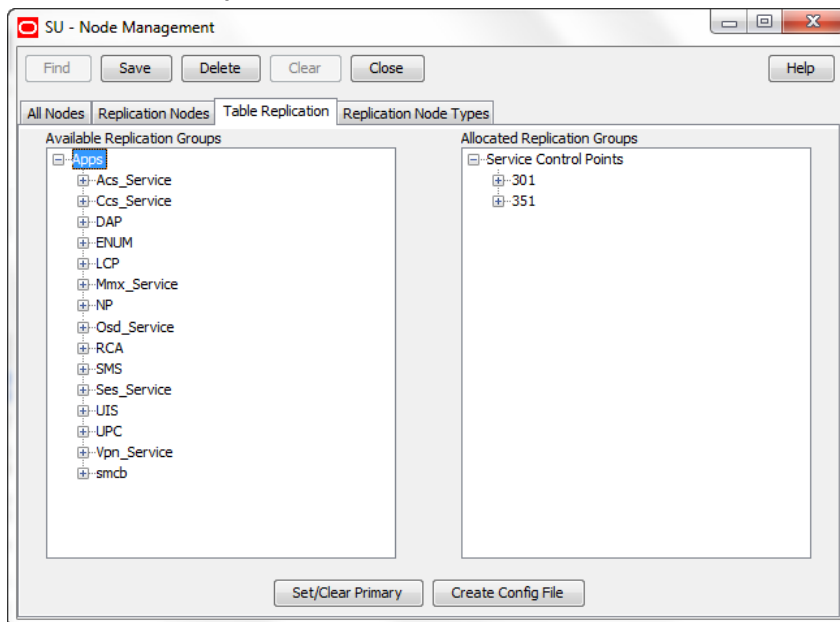 SU - Node Management
Find Save Delete Clear Close Help
All Nodes Replication Nodes Table Replication Replication Node Types
Available Replication Groups Allocated Replication Groups
Apps Service Control Points
Acs_Service 301
Ccs_Service 351
DAP
ENUM
LCP
Mmx_Service
NP
Osd_Service
RCA
SMS
Ses_Service
UIS
UPC
Vpn_Service
smcb
Set/Clear Primary Create Config File